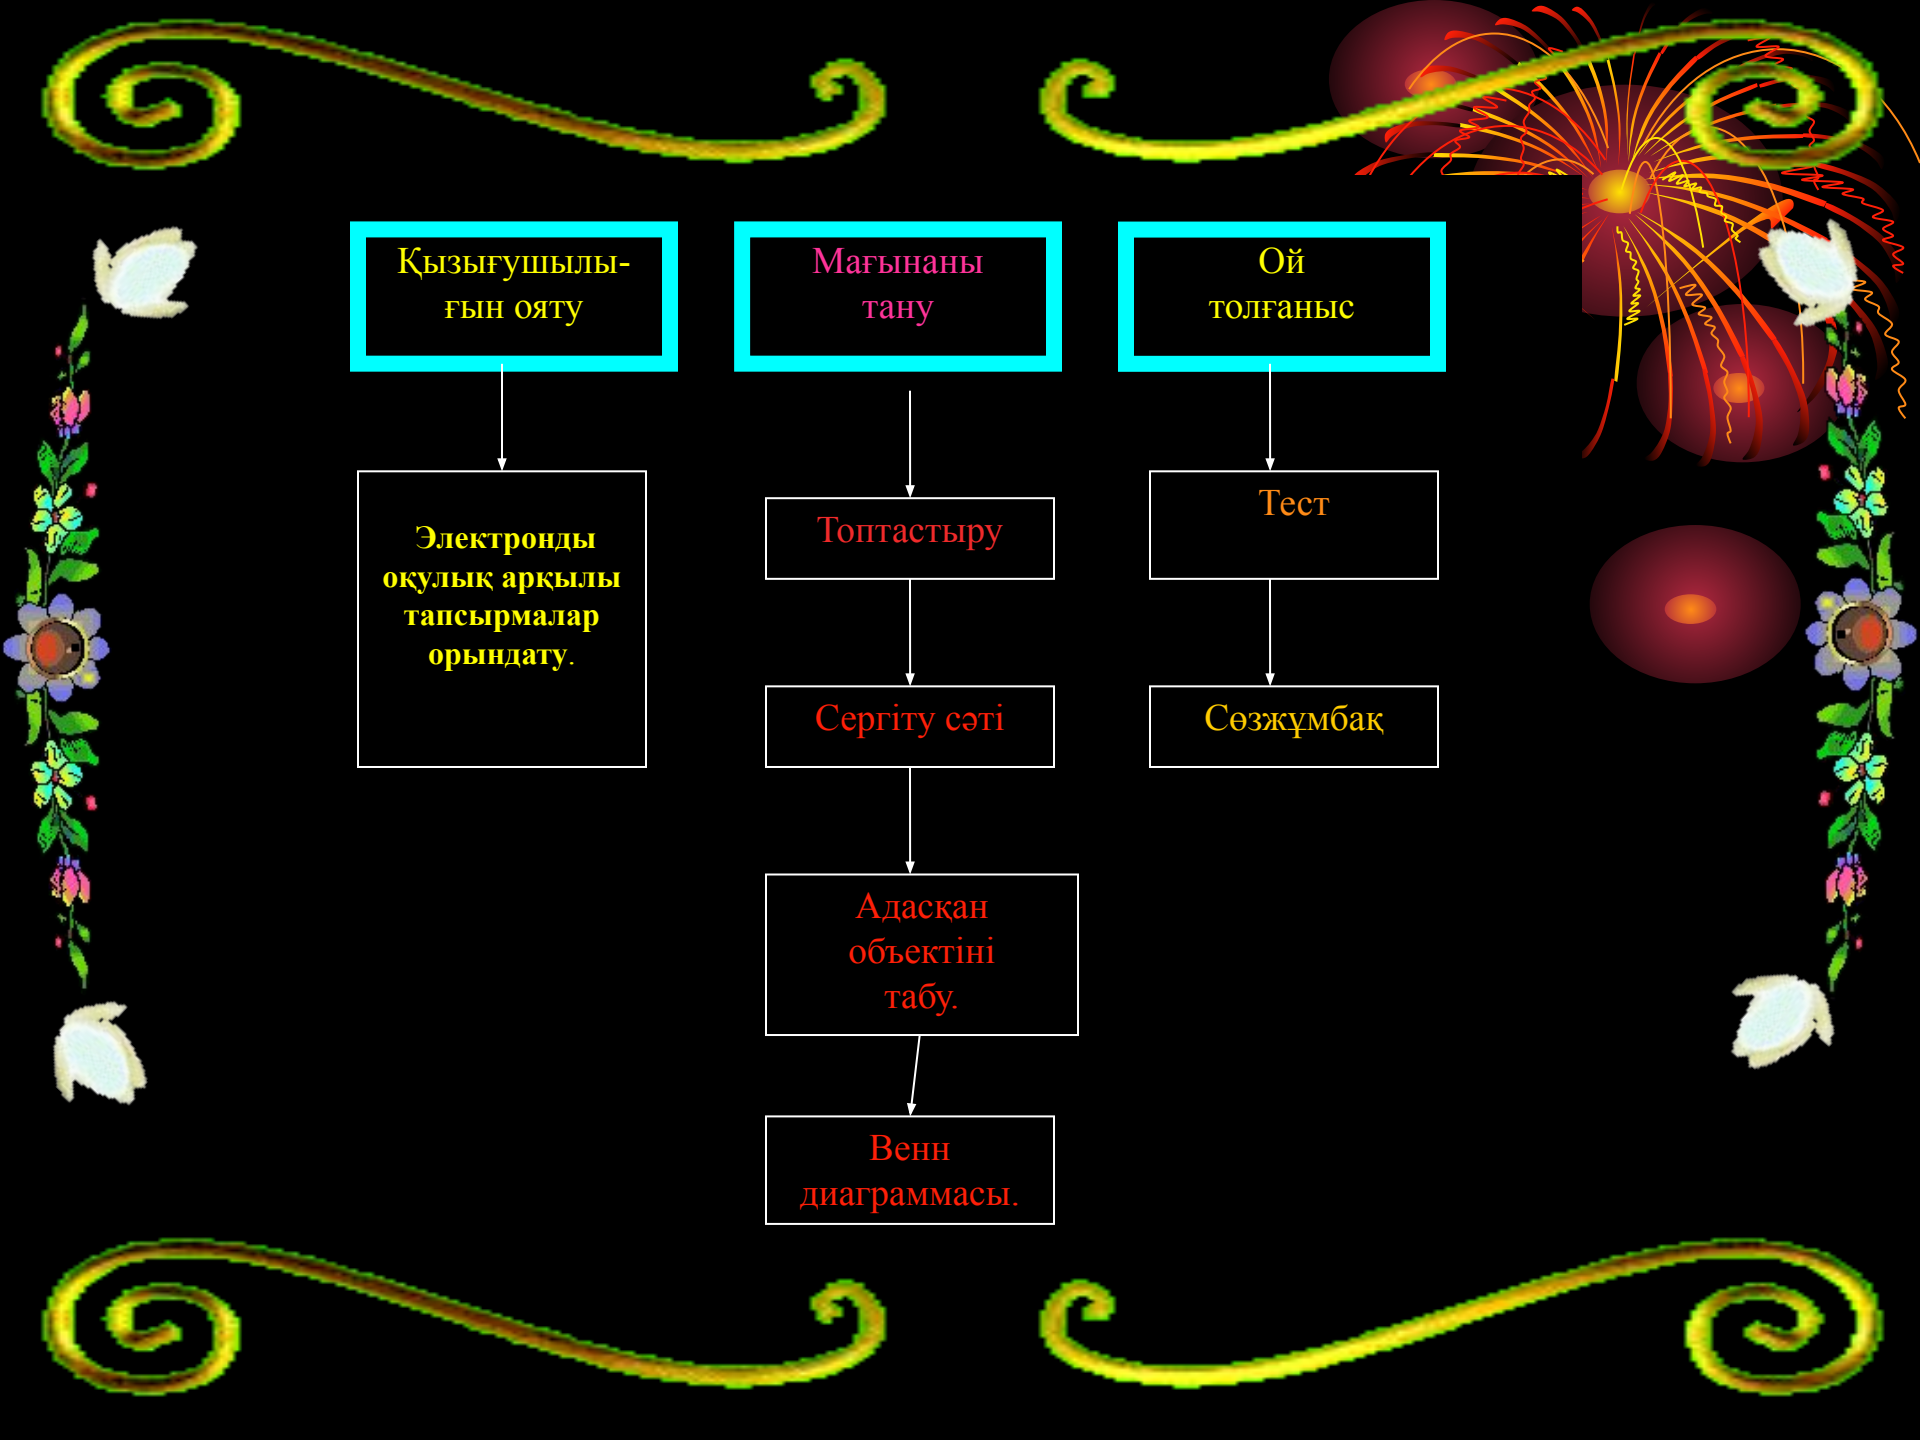 Қызығушылы-
ғын ояту
Мағынаны
тану
Ой
толғаныс
Электронды
оқулық арқылы
тапсырмалар
орындату.
Топтастыру
Сергіту сәті
Адасқан
объектіні
табу.
Венн
диаграммасы.
Тест
Сөзжұмбақ